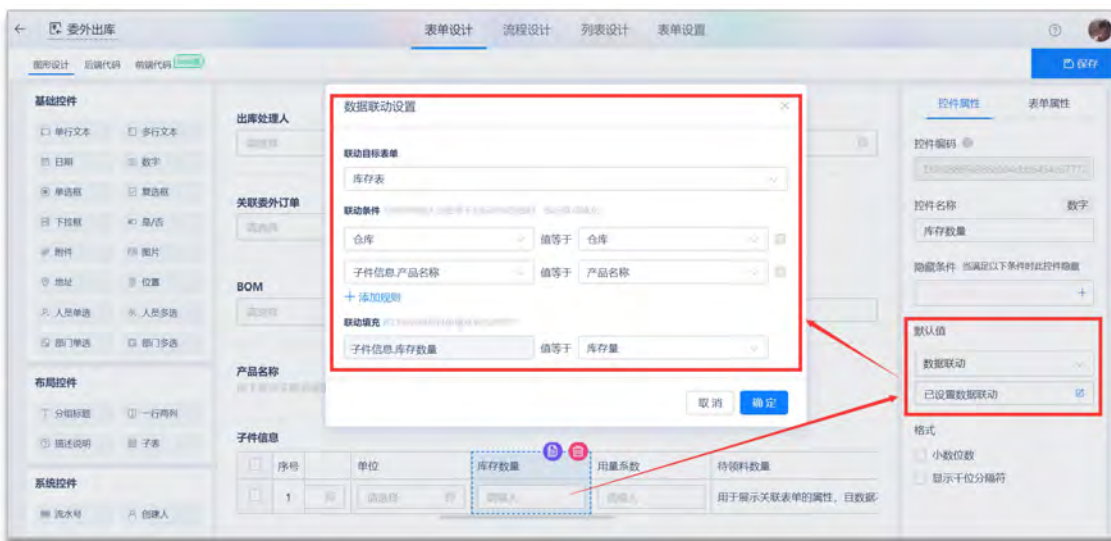 委外出库
表单设计 流程设计 列表设计 表单设置
图形设计 后端代码 前端代码
保存
基础控件
单行文本 多行文本
日期 数字
单选框 复选框
下拉框 是/否
附件 图片
地址 位置
人员单选 人员多选
部门单选 部门多选
布局控件
分组标题 一行两列
描述说明 子表
系统控件
流水号 创建人
出库处理人
关联委外订单
BOM
产品名称
子件信息
序号 单位 库存数量 用量系数 待领料数量
1 请选择 请输入 请输入 用于展示关联表单的属性,且数据
数据联动设置
联动目标表单
库存表
联动条件
仓库 值等于 仓库
子件信息.产品名称 值等于 产品名称
添加规则
联动填充
子件信息.库存数量 值等于 库存量
取消 确定
控件属性 表单属性
控件编码
控件名称 数字
库存数量
隐藏条件 当满足以下条件时此控件隐藏
默认值
数据联动
已设置数据联动
格式
小数位数
显示千位分隔符